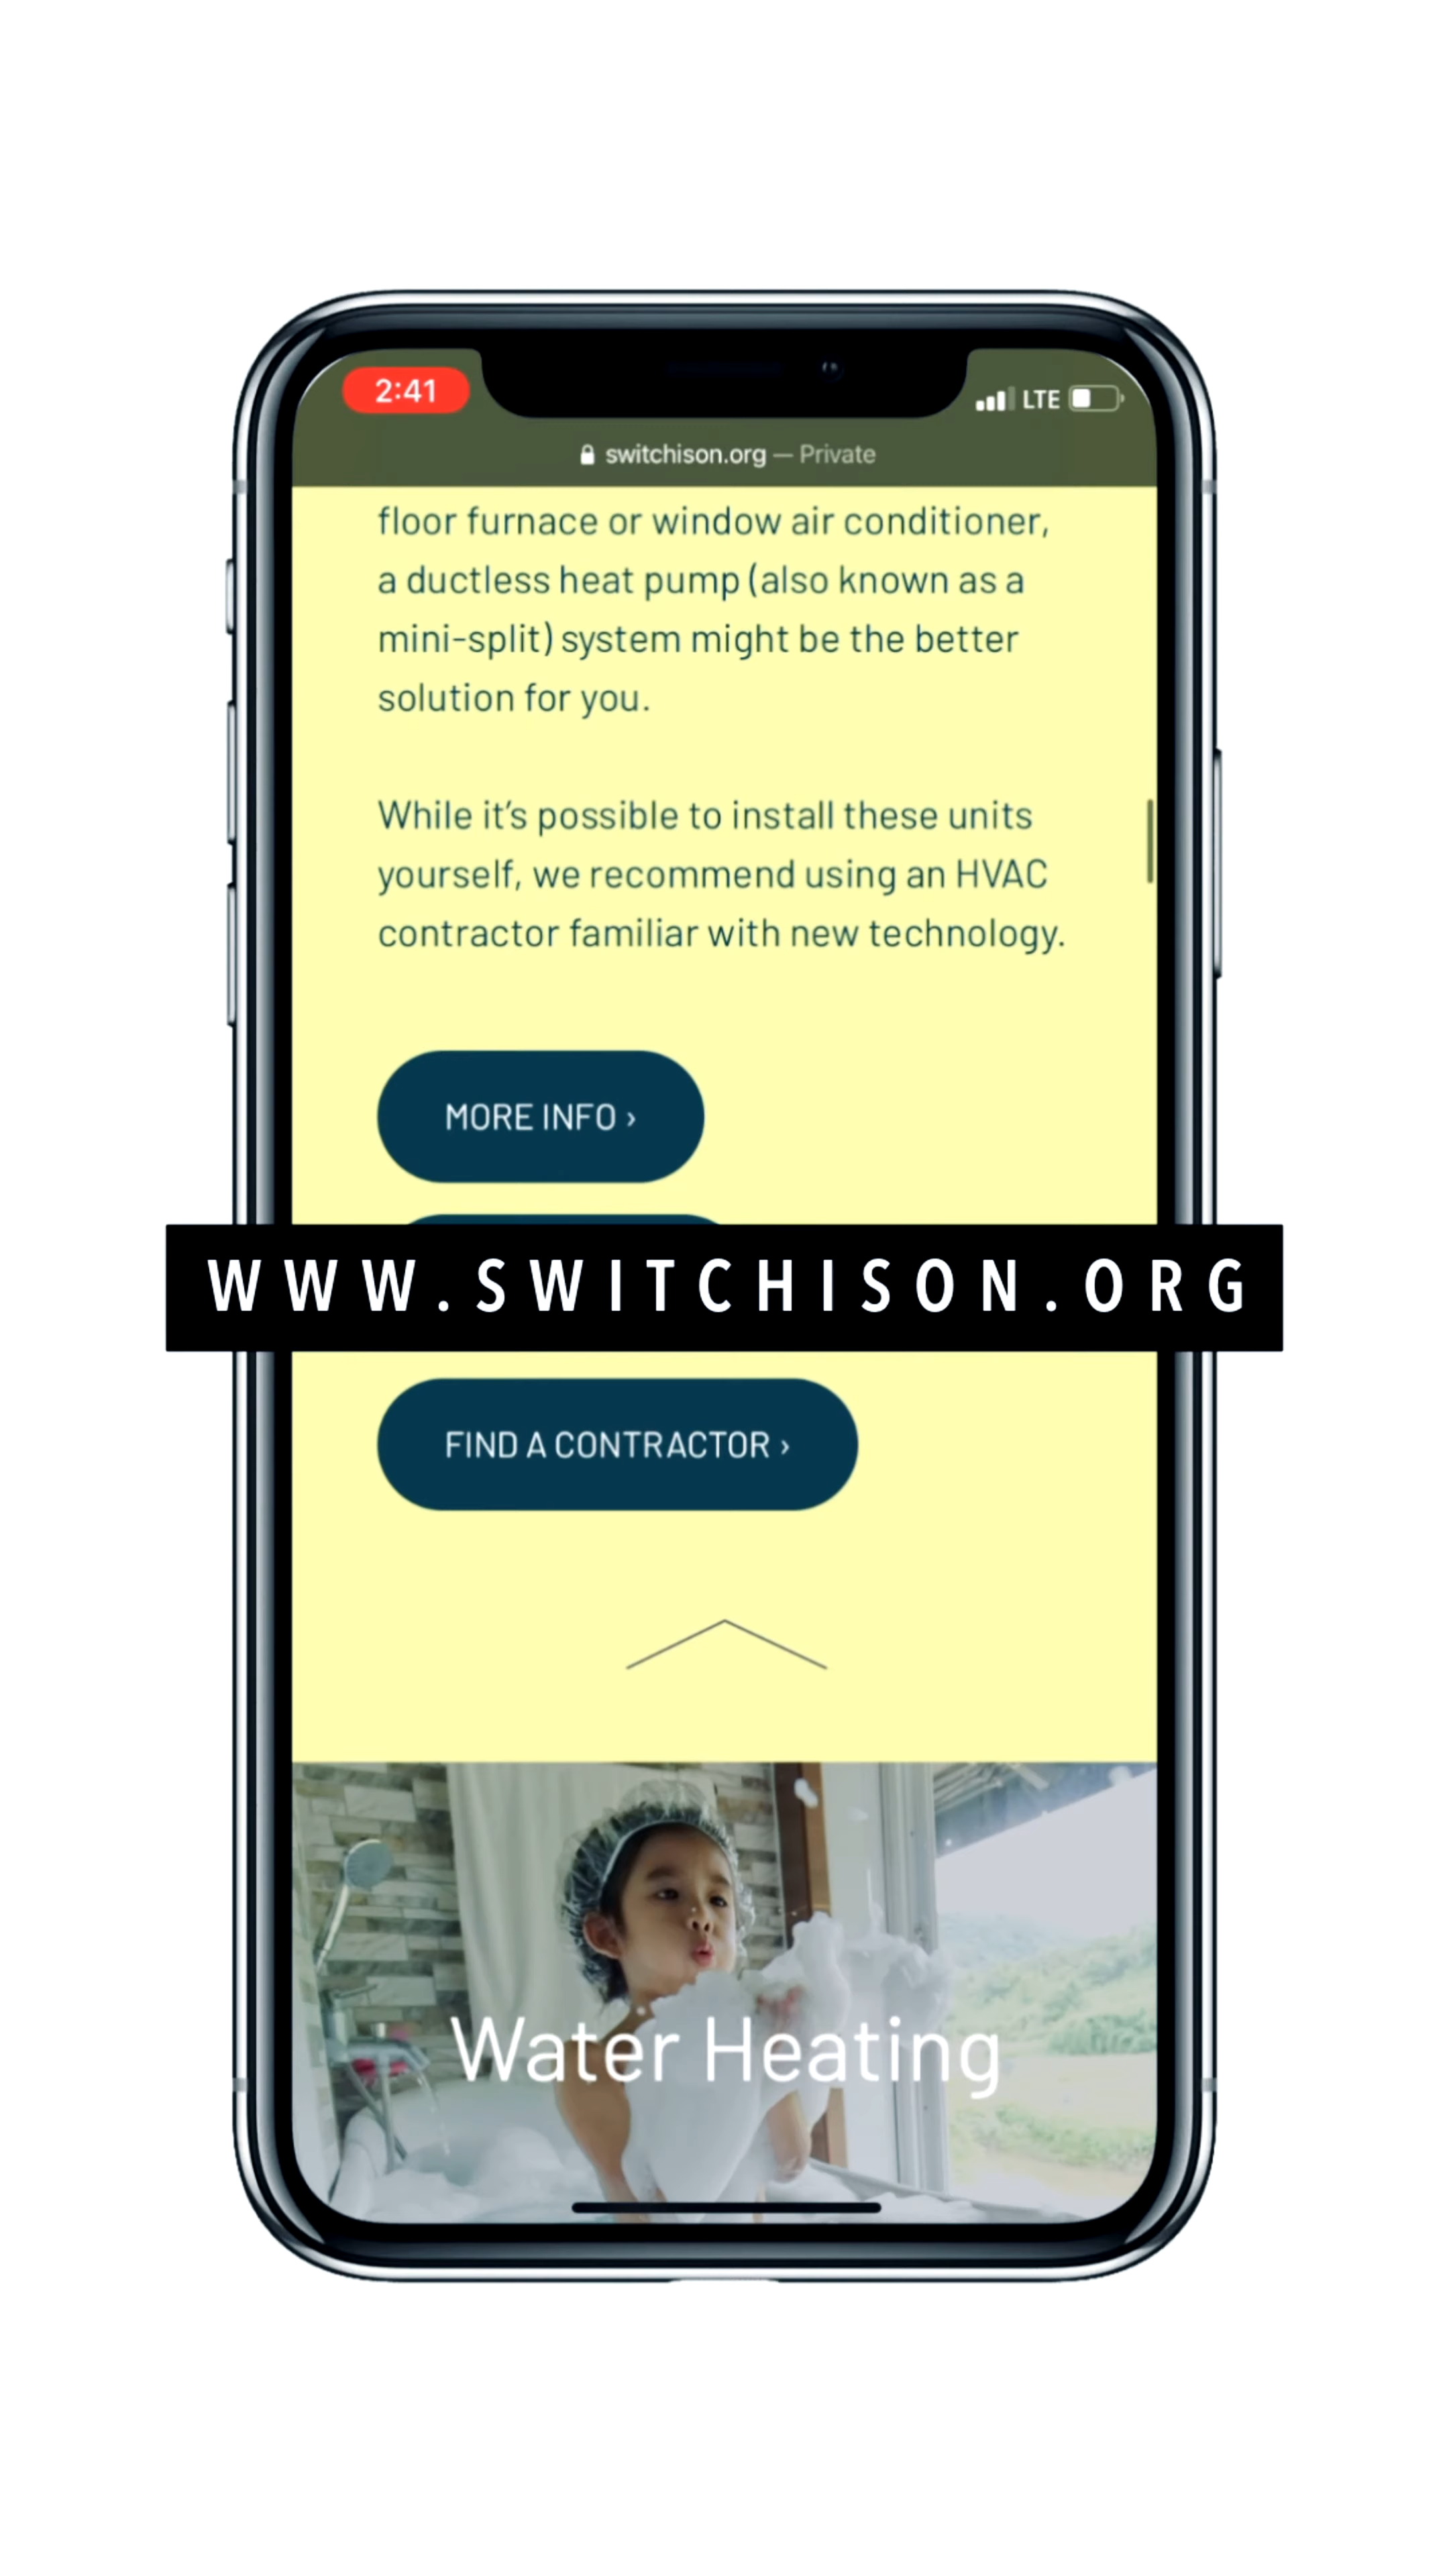 2:41
LTE
switchison.org — Private
floor furnace or window air conditioner,
a ductless heat pump (also known as a
mini-split) system might be the better
solution for you.
While it’s possible to install these units
yourself, we recommend using an HVAC
contractor familiar with new technology.
MORE INFO ›
WWW.SWITCHISON.ORG
FIND A CONTRACTOR ›
Water Heating